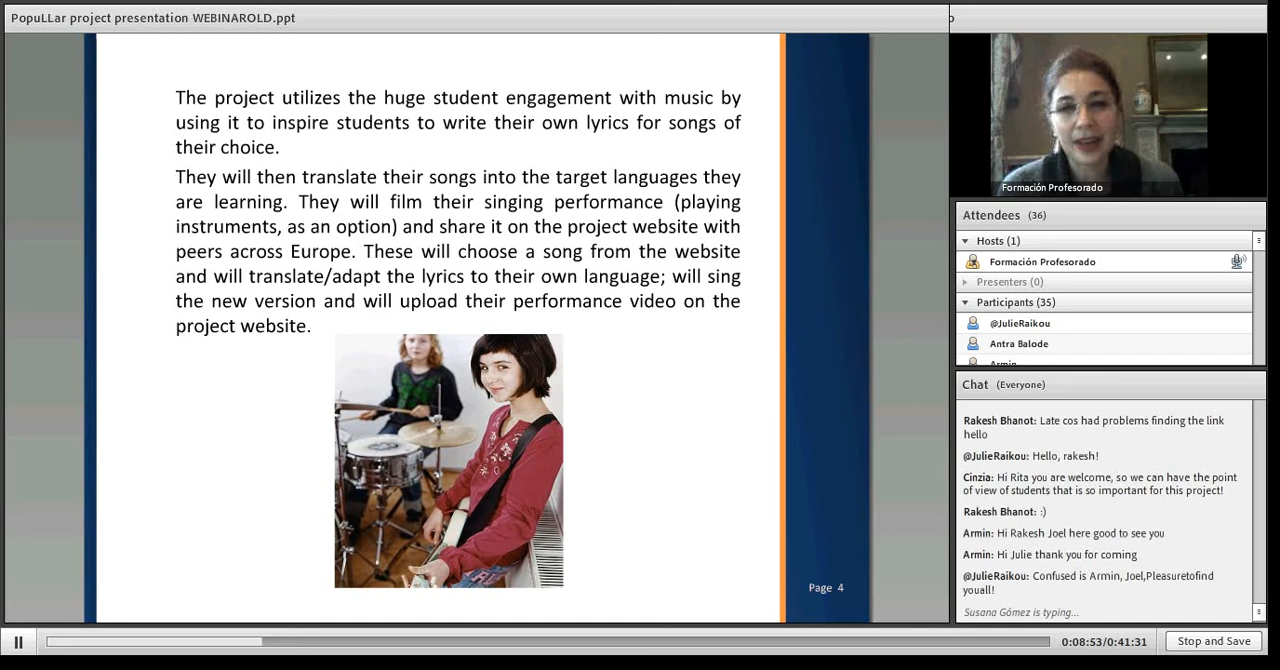 PopuLLar project presentation WEBINAROLD.ppt
The project utilizes the huge student engagement with music by
using it to inspire students to write their own lyrics for songs of
their choice.
They will then translate their songs into the target languages they
are learning. They will film their singing performance (playing
instruments, as an option) and share it on the project website with
peers across Europe. These will choose a song from the website
and will translate/adapt the lyrics to their own language; will sing
the new version and will upload their performance video on the
project website.
Page 4
Formación Profesorado
Attendees (36)
Hosts (1)
Formación Profesorado
Presenters (0)
Participants (35)
@JulieRaikou
Antra Balode
Armin
Chat (Everyone)
Rakesh Bhanot: Late cos had problems finding the link
hello
@JulieRaikou: Hello, rakesh!
Cinzia: Hi Rita you are welcome, so we can have the point
of view of students that is so important for this project!
Rakesh Bhanot: :)
Armin: Hi Rakesh Joel here good to see you
Armin: Hi Julie thank you for coming
@JulieRaikou: Confused is Armin, Joel,Pleasuretofind
youall!
Susana Gómez is typing...
0:08:53/0:41:31
Stop and Save